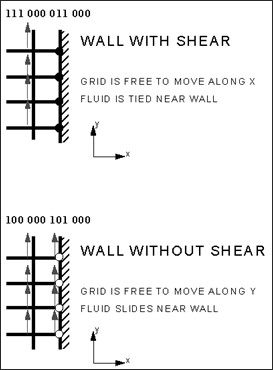 111 000 011 000
WALL WITH SHEAR
GRID IS FREE TO MOVE ALONG X
FLUID IS TIED NEAR WALL
y
x
100 000 101 000
WALL WITHOUT SHEAR
GRID IS FREE TO MOVE ALONG Y
FLUID SLIDES NEAR WALL
y
x